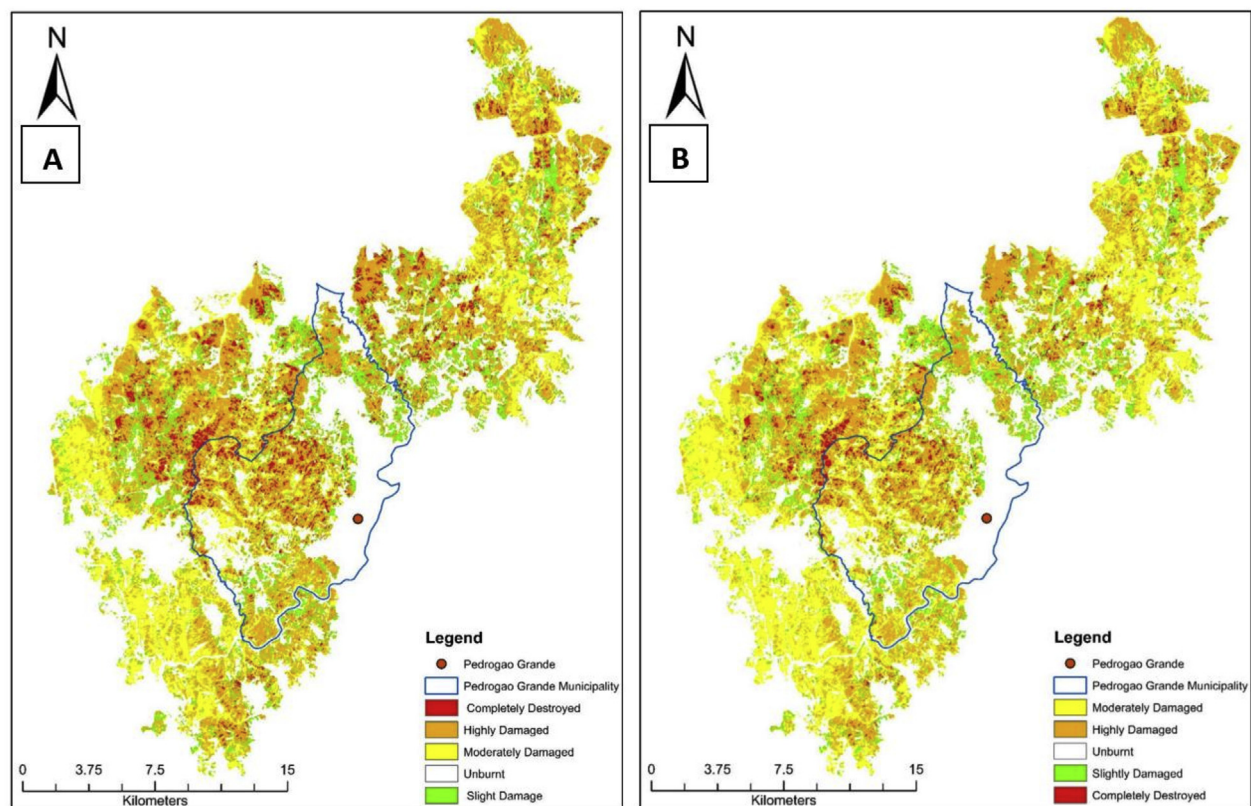 N
A
Legend
Pedrogao Grande
Pedrogao Grande Municipality
Completely Destroyed
Highly Damaged
Moderately Damaged
Unburnt
Slight Damage
0 3.75 7.5 15
Kilometers
N
B
Legend
Pedrogao Grande
Pedrogao Grande Municipality
Moderately Damaged
Highly Damaged
Unburnt
Slightly Damaged
Completely Destroyed
0 3.75 7.5 15
Kilometers